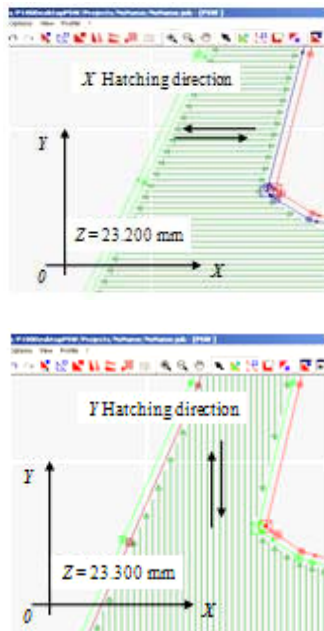 X Hatching direction
Y
Z = 23.200 mm
0
X
Y Hatching direction
Y
Z = 23.300 mm
0
X